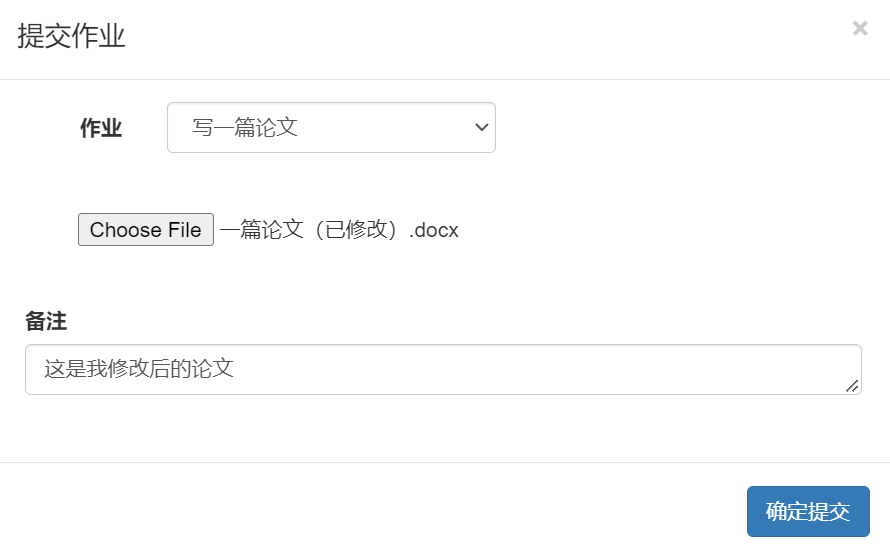 提交作业
×
作业 写一篇论文
Choose File 一篇论文（已修改）.docx
备注
这是我修改后的论文
确定提交